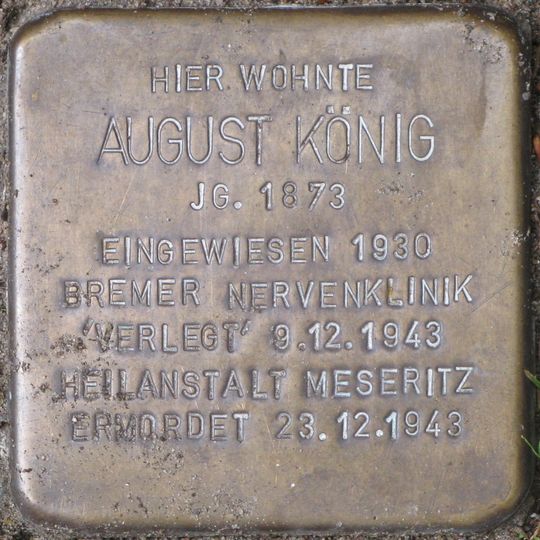 HIER WOHNTE
AUGUST KÖNIG
JG. 1873
EINGEWIESEN 1930
BREMER NERVENKLINIK
'VERLEGT' 9.12.1943
HEILANSTALT MESERITZ
ERMORDET 23.12.1943